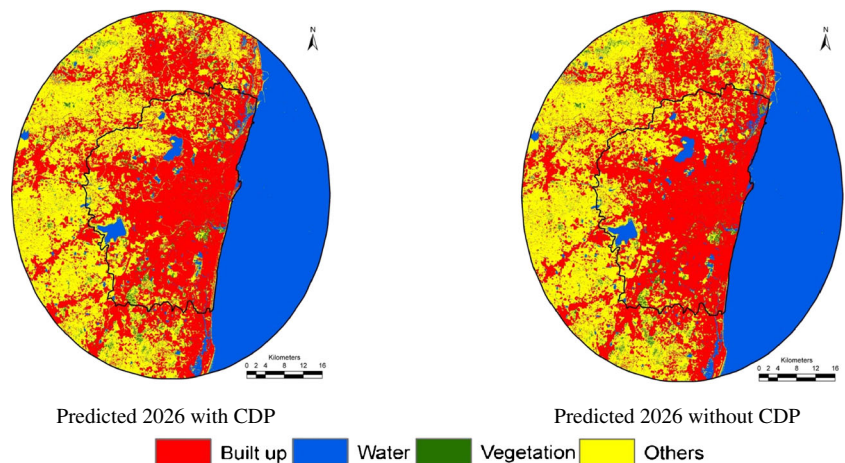 N
N
Kilometers
0 2 4 8 12 16
Kilometers
0 2 4 8 12 16
Predicted 2026 with CDP
Predicted 2026 without CDP
Built up
Water
Vegetation
Others